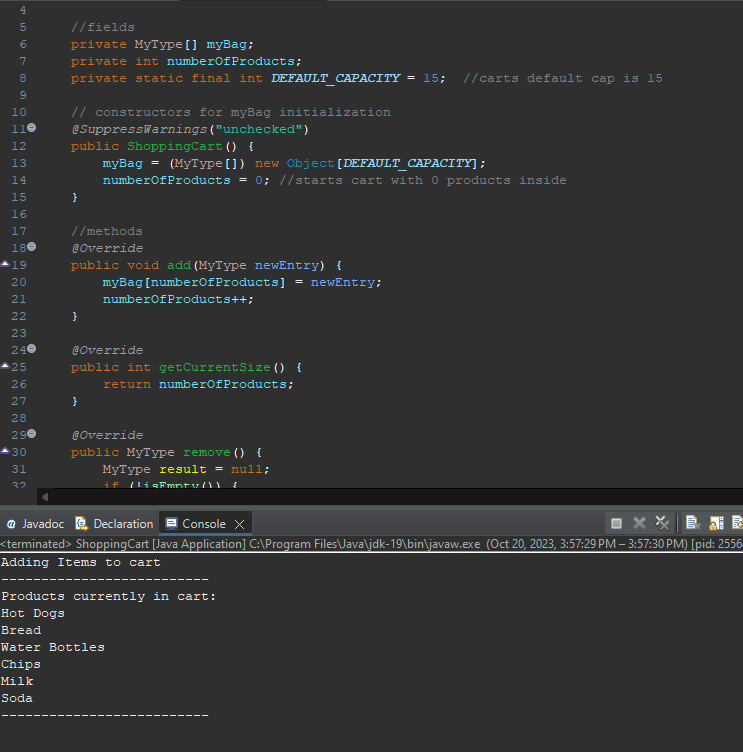 4
5 //fields
6 private MyType[] myBag;
7 private int numberOfProducts;
8 private static final int DEFAULT_CAPACITY = 15; //carts default cap is 15
9
10 // constructors for myBag initialization
11 @SuppressWarnings("unchecked")
12 public ShoppingCart() {
13 myBag = (MyType[]) new Object[DEFAULT_CAPACITY];
14 numberOfProducts = 0; //starts cart with 0 products inside
15 }
16
17 //methods
18 @Override
19 public void add(MyType newEntry) {
20 myBag[numberOfProducts] = newEntry;
21 numberOfProducts++;
22 }
23
24 @Override
25 public int getCurrentSize() {
26 return numberOfProducts;
27 }
28
29 @Override
30 public MyType remove() {
31 MyType result = null;
32 if (!isEmpty()) {
@ Javadoc Declaration Console
<terminated> ShoppingCart [Java Application] C:\Program Files\Java\jdk-19\bin\javaw.exe (Oct 20, 2023, 3:57:29 PM – 3:57:30 PM) [pid: 2556
Adding Items to cart
--------------------------
Products currently in cart:
Hot Dogs
Bread
Water Bottles
Chips
Milk
Soda
--------------------------